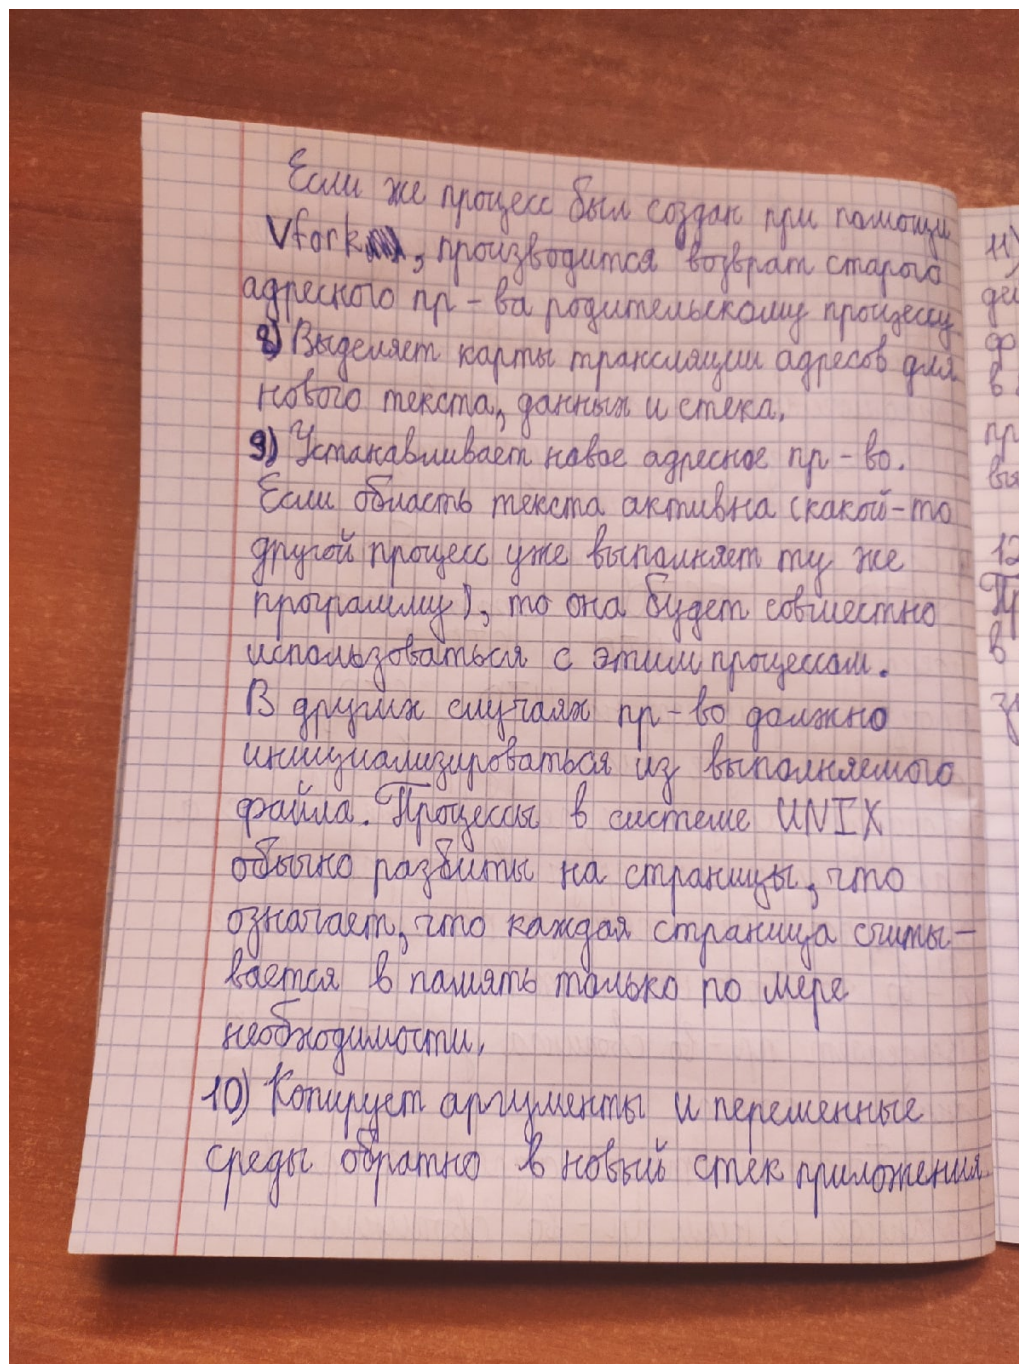 Если же процесс был создан при помощи
Vfork, производится возврат старого
адресного пр-ва родительскому процессу
8) Выделяет карты трансляции адресов для
нового текста, данных и стека.
9) Устанавливает новое адресное пр-во.
Если область текста активна (какой-то
другой процесс уже выполняет ту же
программу), то она будет совместно
использоваться с этим процессом.
В других случаях пр-во должно
инициализироваться из выполняемого
файла. Процессы в системе UNIX
обычно разбиты на страницы, что
означает, что каждая страница считы-
вается в память только по мере
необходимости.
10) Копирует аргументы и переменные
среды обратно в новый стек приложения.
11)
12
в